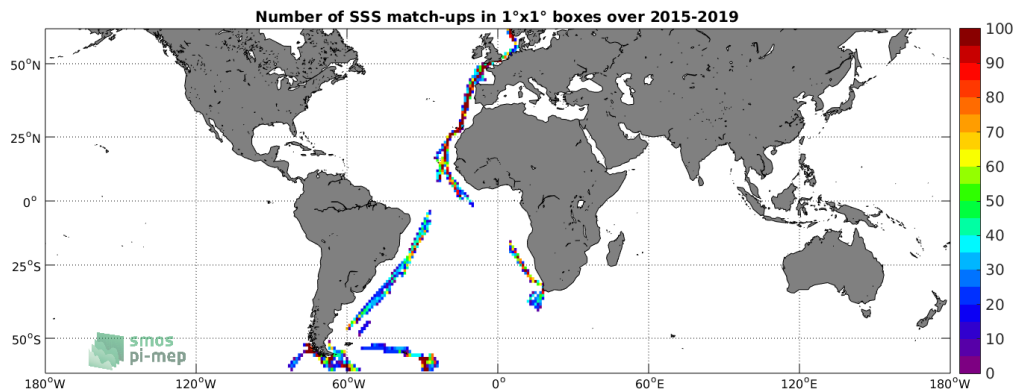 Number of SSS match-ups in 1°x1° boxes over 2015-2019
50°N
25°N
0°
25°S
50°S
180°W
120°W
60°W
0°
60°E
120°E
180°W
100
90
80
70
60
50
40
30
20
10
0
smos
pi-mep